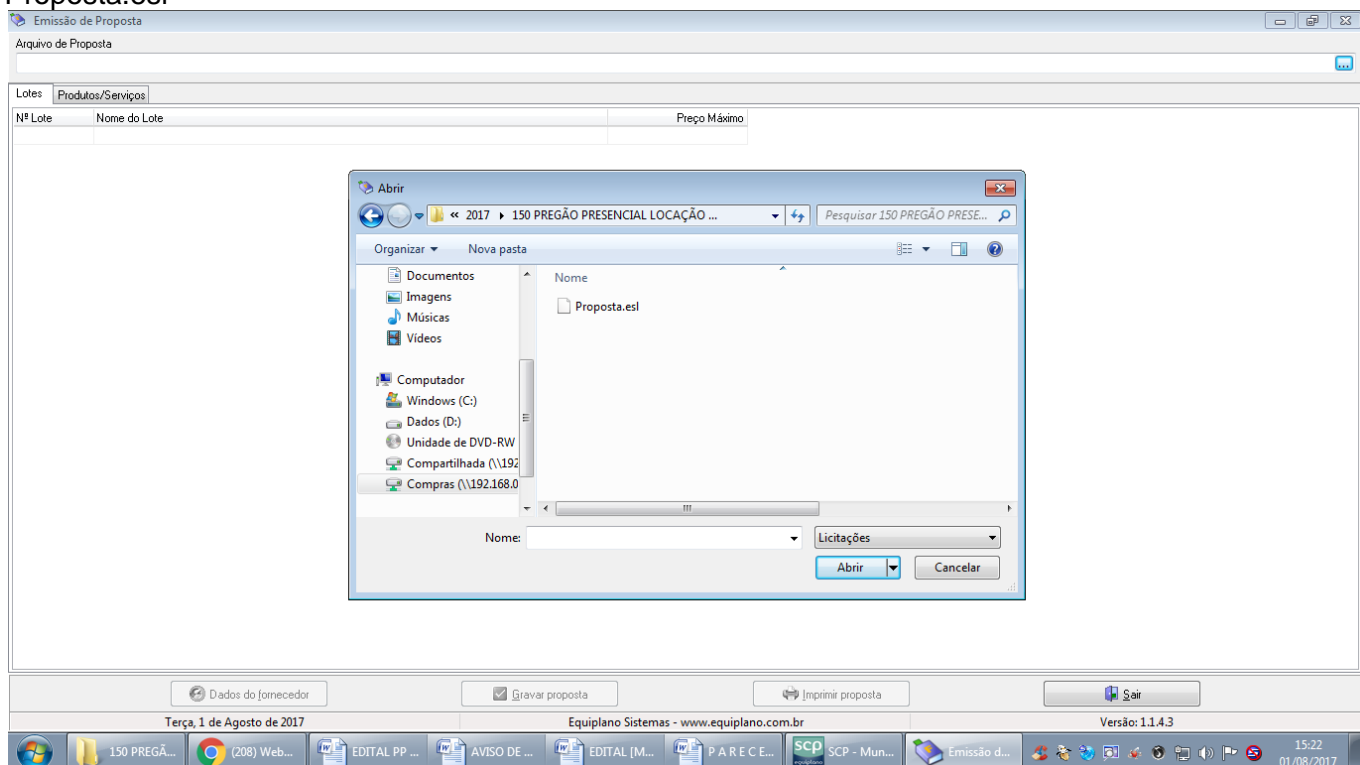 Proposta.esl
Emissão de Proposta
Arquivo de Proposta
...
Lotes Produtos/Serviços
Nº Lote Nome do Lote Preço Máximo
Abrir
« 2017 150 PREGÃO PRESENCIAL LOCAÇÃO ... Pesquisar 150 PREGÃO PRESE...
Organizar Nova pasta
Documentos
Imagens
Músicas
Vídeos
Computador
Windows (C:)
Dados (D:)
Unidade de DVD-RW
Compartilhada (\\192
Compras (\\192.168.0
Nome
Proposta.esl
Nome: Licitações
Abrir Cancelar
Dados do fornecedor Gravar proposta Imprimir proposta Sair
Terça, 1 de Agosto de 2017 Equiplano Sistemas - www.equiplano.com.br Versão: 1.1.4.3
150 PREGÃ... (208) Web... EDITAL PP ... AVISO DE ... EDITAL [M... P A R E C E... scp equiplano SCP - Mun... Emissão d... 15:22
01/08/2017